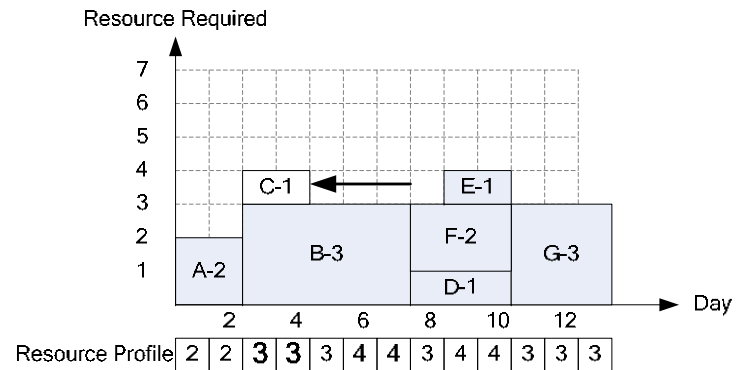 Resource Required
7
6
5
4
3
2
1
C-1
E-1
A-2
B-3
F-2
D-1
G-3
2 4 6 8 10 12
Day
Resource Profile 2 2 3 3 3 4 4 3 4 4 3 3 3